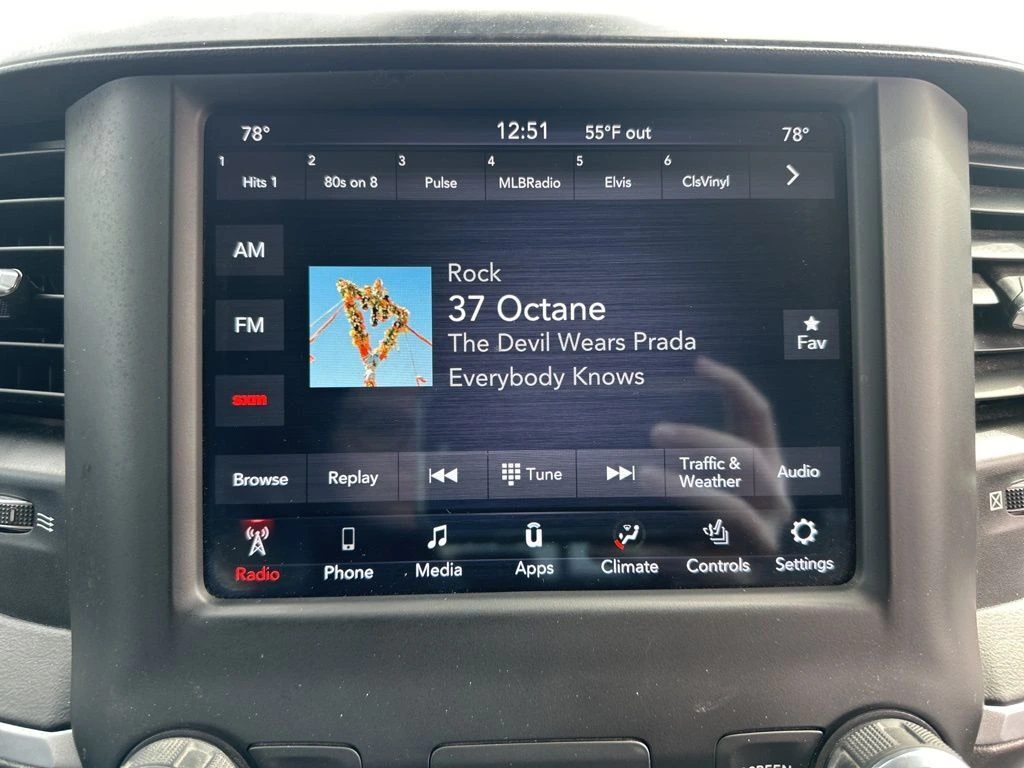 78° 12:51 55°F out 78°
1 2 3 4 5 6
Hits 1 80s on 8 Pulse MLBRadio Elvis ClsVinyl
AM
FM
sxm
Rock
37 Octane
The Devil Wears Prada
Everybody Knows
Fav
Browse Replay Tune Traffic &
Weather Audio
Radio Phone Media Apps Climate Controls Settings
SCREEN